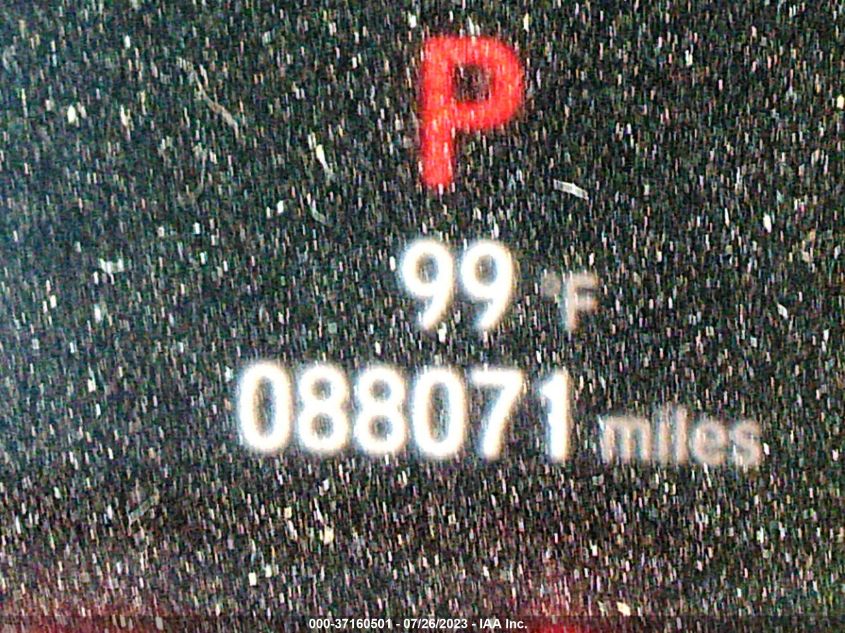 P
99 °F
088071 miles
000-37160501 - 07/26/2023 - IAA Inc.